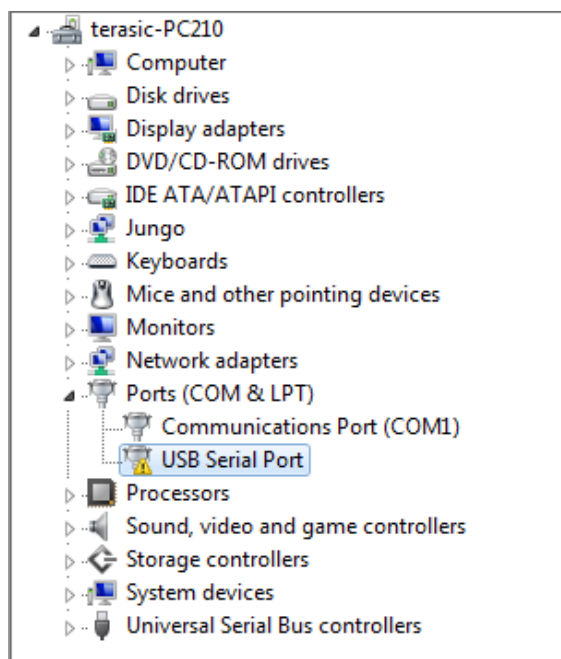 terasic-PC210
Computer
Disk drives
Display adapters
DVD/CD-ROM drives
IDE ATA/ATAPI controllers
Jungo
Keyboards
Mice and other pointing devices
Monitors
Network adapters
Ports (COM & LPT)
Communications Port (COM1)
USB Serial Port
Processors
Sound, video and game controllers
Storage controllers
System devices
Universal Serial Bus controllers